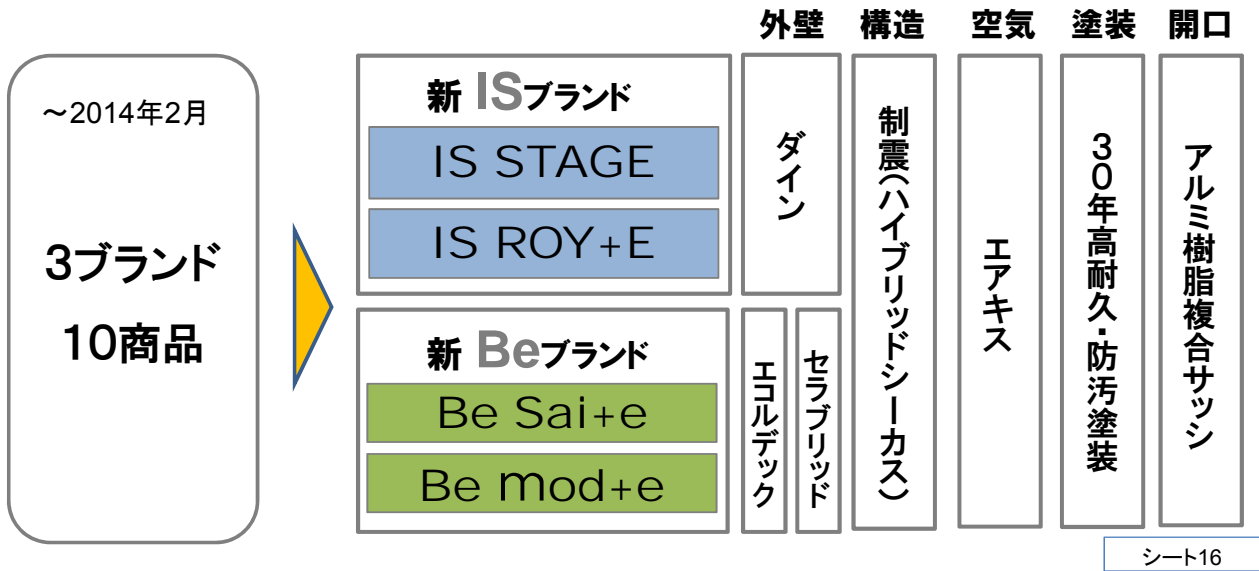 ～2014年2月
3ブランド
10商品
外壁 構造 空気 塗装 開口
新 ISブランド
IS STAGE
IS ROY+E
新 Beブランド
Be Sai+e
Be mod+e
ダイン
エコルデック
セラブリッド
制震（ハイブリッドシーカス）
エアキス
３０年高耐久・防汚塗装
アルミ樹脂複合サッシ
シート16